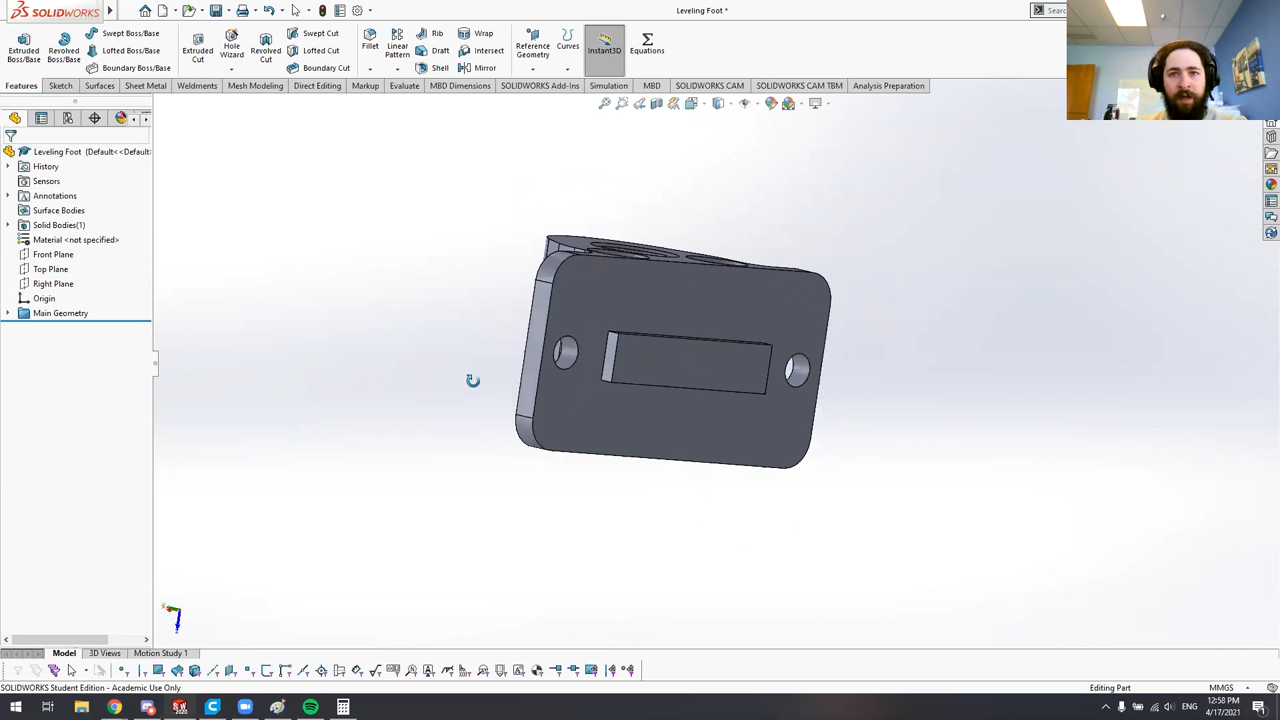 SOLIDWORKS
Leveling Foot *
Sear
Extruded Boss/Base
Revolved Boss/Base
Swept Boss/Base
Lofted Boss/Base
Boundary Boss/Base
Extruded Cut
Hole Wizard
Revolved Cut
Swept Cut
Lofted Cut
Boundary Cut
Fillet
Linear Pattern
Rib
Draft
Shell
Wrap
Intersect
Mirror
Reference Geometry
Curves
Instant3D
Equations
Features
Sketch
Surfaces
Sheet Metal
Weldments
Mesh Modeling
Direct Editing
Markup
Evaluate
MBD Dimensions
SOLIDWORKS Add-Ins
Simulation
MBD
SOLIDWORKS CAM
SOLIDWORKS CAM TBM
Analysis Preparation
Leveling Foot (Default<<Default
History
Sensors
Annotations
Surface Bodies
Solid Bodies(1)
Material <not specified>
Front Plane
Top Plane
Right Plane
Origin
Main Geometry
Model
3D Views
Motion Study 1
SOLIDWORKS Student Edition - Academic Use Only
Editing Part
MMGS
ENG
12:58 PM
4/17/2021